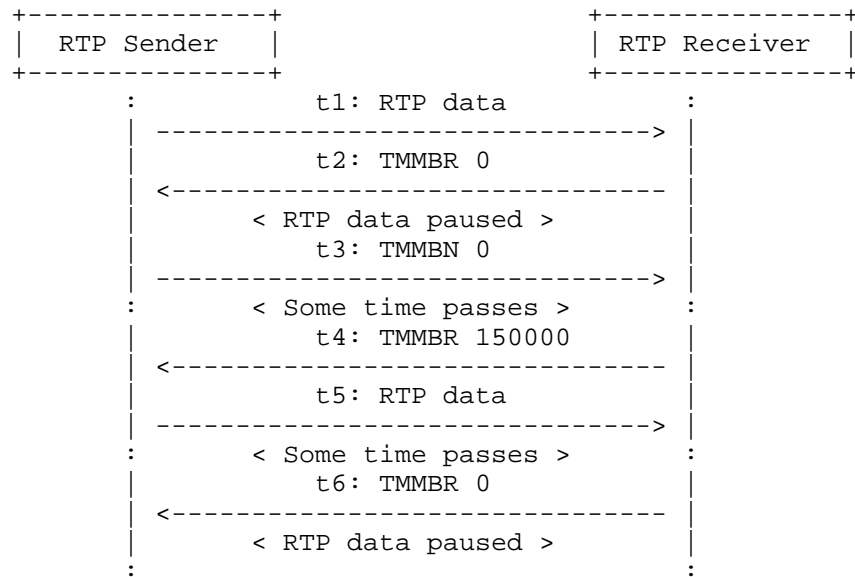 RTP Sender RTP Receiver
t1: RTP data
t2: TMMBR 0
< RTP data paused >
t3: TMMBN 0
< Some time passes >
t4: TMMBR 150000
t5: RTP data
< Some time passes >
t6: TMMBR 0
< RTP data paused >